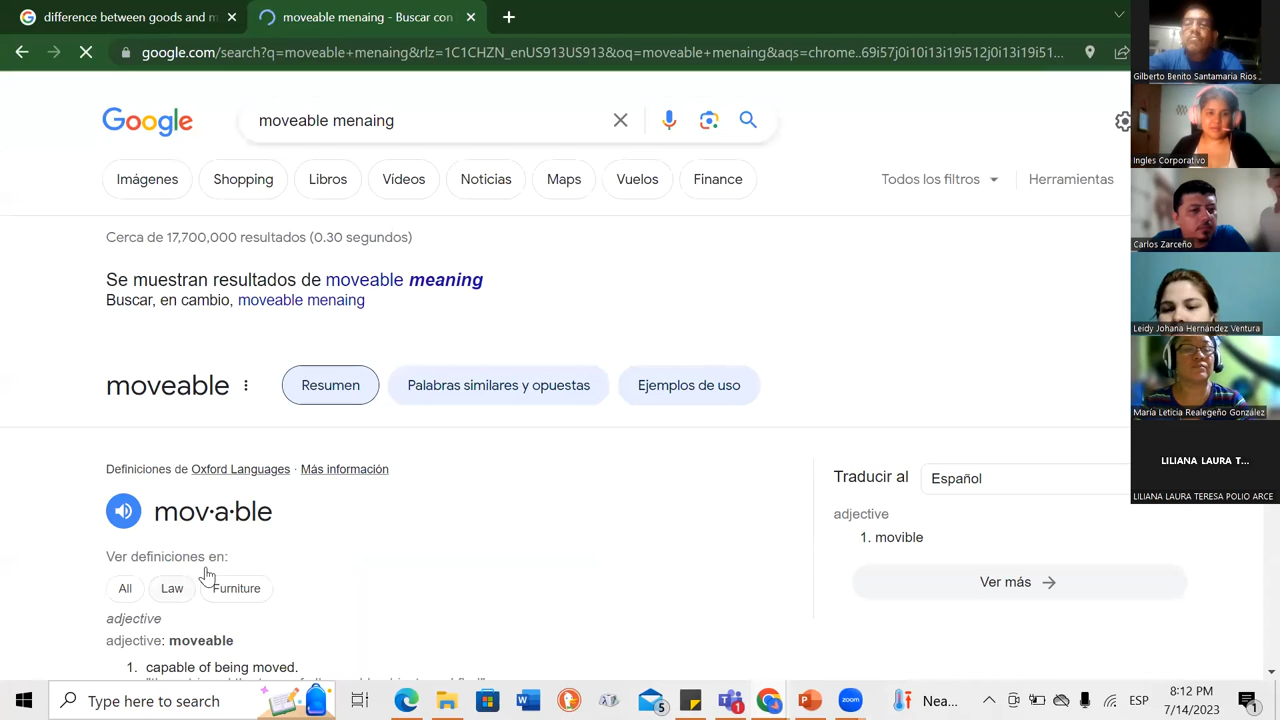 difference between goods and m
moveable menaing - Buscar con
google.com/search?q=moveable+menaing&rlz=1C1CHZN_enUS913US913&oq=moveable+menaing&aqs=chrome..69i57j0i10i13i19i512j0i13i19i51...
Google
moveable menaing
Imágenes
Shopping
Libros
Videos
Noticias
Maps
Vuelos
Finance
Todos los filtros
Herramientas
Cerca de 17,700,000 resultados (0.30 segundos)
Se muestran resultados de moveable meaning
Buscar, en cambio, moveable menaing
moveable
Resumen
Palabras similares y opuestas
Ejemplos de uso
Definiciones de Oxford Languages · Más información
mov·a·ble
Ver definiciones en:
All
Law
Furniture
adjective
adjective: moveable
1. capable of being moved.
Traducir al
Español
adjective
1. movible
Ver más
Gilberto Benito Santamaria Rios
Ingles Corporativo
Carlos Zarceño
Leidy Johana Hernández Ventura
María Leticia Realegeño González
LILIANA LAURA T...
LILIANA LAURA TERESA POLIO ARCE
Type here to search
5
1
zoom
Nea...
ESP
8:12 PM
7/14/2023
1